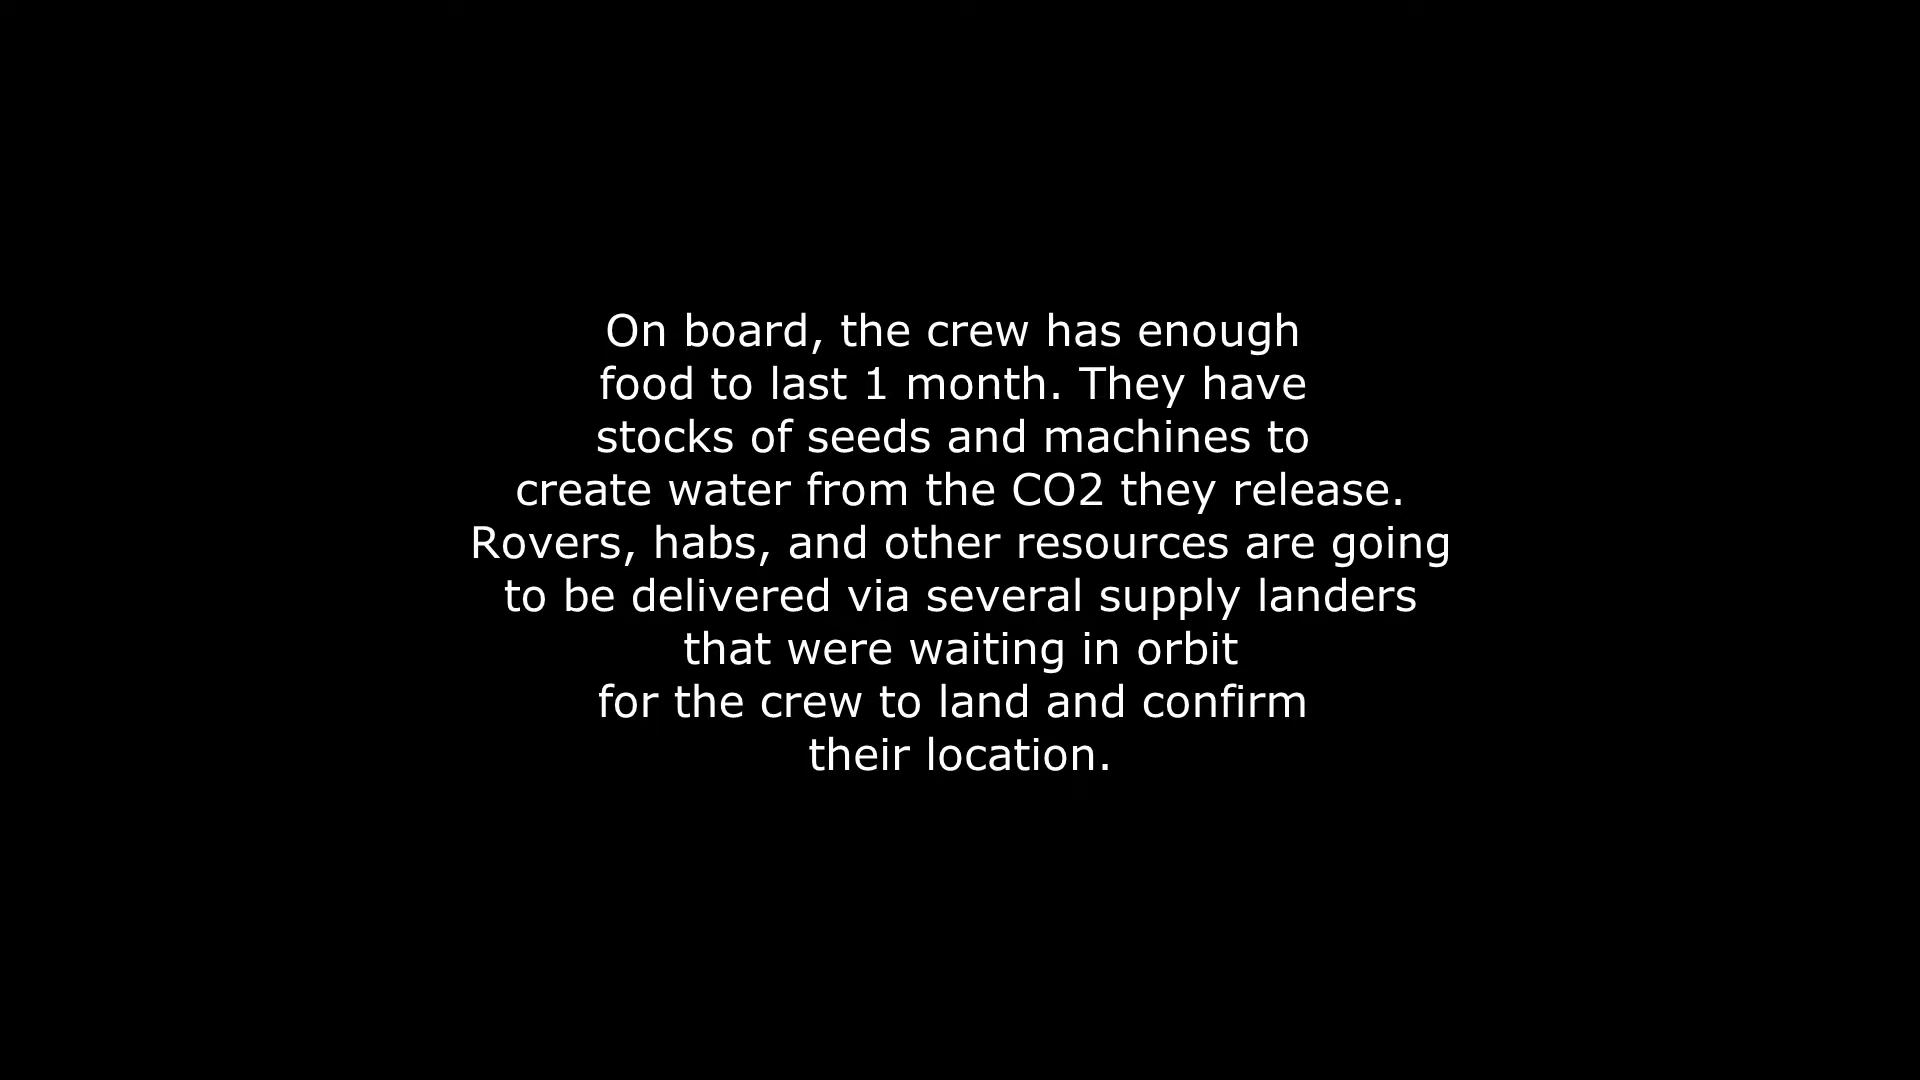 On board, the crew has enough
food to last 1 month. They have
stocks of seeds and machines to
create water from the CO2 they release.
Rovers, habs, and other resources are going
to be delivered via several supply landers
that were waiting in orbit
for the crew to land and confirm
their location.